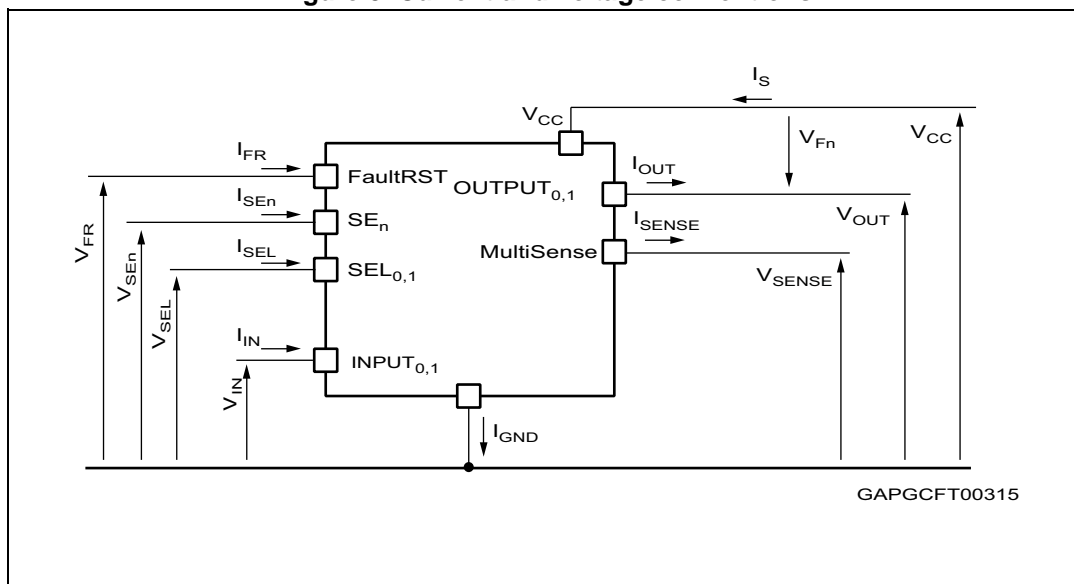 Figure Current and voltage conventions
I_S
V_CC
V_Fn
V_CC
I_FR
FaultRST
OUTPUT_0,1
I_OUT
I_SEn
SE_n
V_OUT
I_SENSE
V_FR
I_SEL
MultiSense
V_SEn
SEL_0,1
V_SENSE
V_SEL
I_IN
INPUT_0,1
V_IN
I_GND
GAPGCFT00315